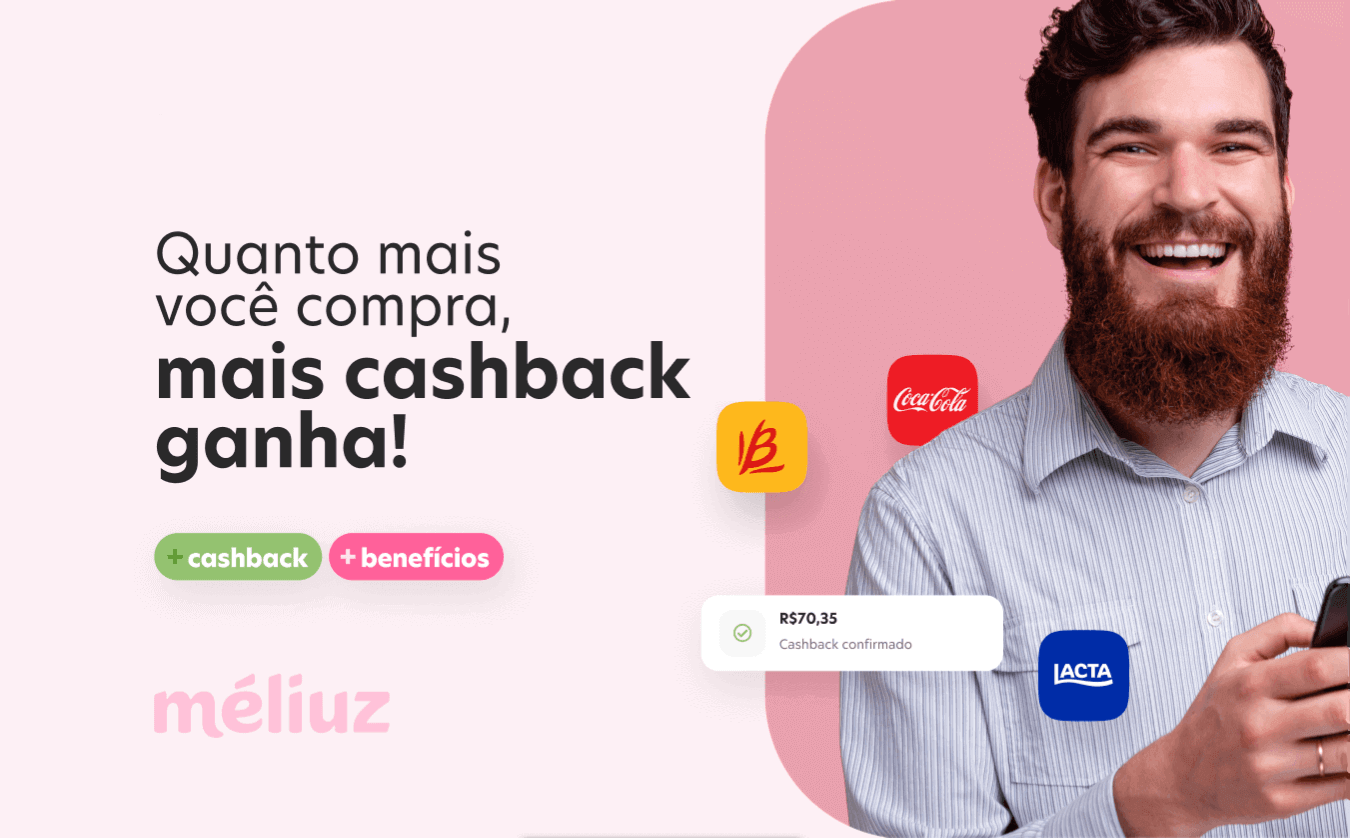 Quanto mais
você compra,
mais cashback
ganha!
+ cashback
+ benefícios
méliuz
B
Coca-Cola
R$70,35
Cashback confirmado
LACTA